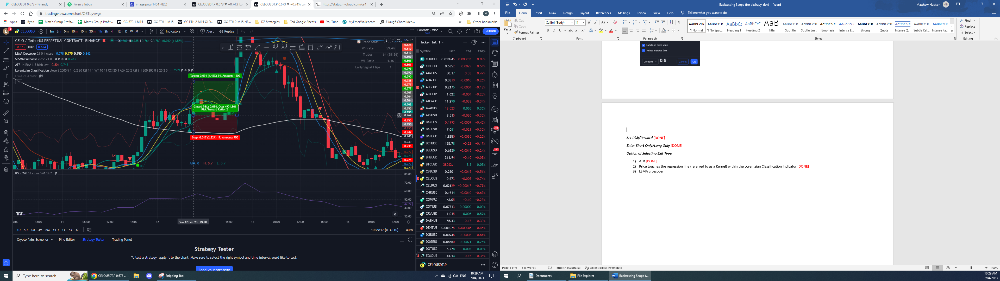 CELOUSDT 0.673 - Finandy
Fiverr / Inbox
image.png (1454×820)
CELOUSDT.P 0.673 ▼ −0.74% Lo
CELOUSDT.P 0.673 ▼ −0.74% Lo
https://status.mycloud.com/os4
tradingview.com/chart/QBTbyvwg/
Apps
Bybit
Matt's Group Profit...
Matt's Group Profit...
GC BTC 1 M15
GC ETH 1 M15
GC ETH 2 M15 OLD...
GC ETH 2 M15 NE...
DZ Strategies
Ted Google Sheets
YouTube
MyEtherWallet.com
F#aug6 Chord Iden...
Other bookmarks
CELOUSD
1m 3m 5m 10m 15m 30m 1h 2h 4h 12h D W M
Indicators
Alert
Replay
Lorentz - Misc
Save
Publish
CELO / TetherUS PERPETUAL CONTRACT · BINANCE O0.767 H0.785 L0.764 C0.780 +0.012 (+1.56%)
0.673 0.001 0.674
LSMA Crossover 21 0 4 close 0.778 0.775 0.750 0.842
SLSMA Pullbacks close 21 0 Ø Ø Ø Ø 0.783
ATR 14 RMA 1.5 high low 0.804 0.745
Lorentzian Classification close 8 2000 5 1 -0.2 20 RSI 14 1 WT 10 11 CCI 20 1 ADX 20 2 RSI 9 1 200 200 8 8 25 2 0 0.7589 Ø Ø Ø Ø
LSMA 21 4 close
Trade Stats
Winrate 59.4%
Trades 64 (38|26)
WL Ratio 1.46
Early Signal Flips 1
Target: 0.034 (4.43%) 34, Amount: 1500
Closed P&L: 0.034, Qty: 4901.961
Risk/Reward Ratio: 2
Stop: 0.017 (2.22%) 17, Amount: 750
LH
ATR: 0 H: 0.7 L: 0.7
USDT
0.828
0.819
0.812
0.809
0.801
0.801
0.799
0.790
0.790
0.788
0.777
0.777
0.767
0.764
0.764
0.762
0.755
0.755
0.767
0.750
0.750
0.750
0.747
0.746
0.740
0.736
0.729
0.726
0.725
0.722
0.720
RSI · 240 14 close SMA 14 2 Ø
80.00
70.00
60.00
50.00
44.77
40.00
30.00
2:00 18:00 11 06:00 12:00 18:00 12 Sun 12 Feb '23 09:00 18:00 13 06:00 12:00 18:00 14 06:00 12:00
1D 5D 1M 3M 6M YTD 1Y 5Y All
10:29:17 (UTC+10)
auto
Crypto Pairs Screener
Pine Editor
Strategy Tester
Trading Panel
Strategy Tester
To test a strategy, apply it to the chart. Make sure to select the right symbol and time interval you'd like to test.
Load your strategy
Ticker_list_1
Symbol Last Chg Chg%
1000SHI 0.010945 −0.00001 −0.09%
1INCHU 0.5352 −0.0029 −0.54%
AAVEUS 80.17 −0.38 −0.47%
ADAUSD 0.3819 −0.0010 −0.26%
ALGOUS 0.2175 −0.0004 −0.18%
ALICEUS 1.622 −0.004 −0.25%
ATOMUS 11.290 −0.038 −0.34%
AVAXUSI 18.023 0.065 0.36%
AXSUSD 8.515 −0.030 −0.35%
BAKEUS 0.1993 −0.0009 −0.45%
BALUSD 7.081 −0.021 −0.30%
BANDUS 1.8250 −0.0036 −0.20%
BCHUSD 125.78 −0.22 −0.17%
BELUSD 0.6239 −0.0015 −0.24%
BNBUSD 311.94 −0.10 −0.03%
BTCUSD 28032.1 9.3 0.03%
C98USD 0.2901 −0.0015 −0.51%
CELOUS 0.673 −0.005 −0.74%
CELRUS 0.02129 −0.00017 −0.79%
CHRUSD 0.1614 −0.0010 −0.62%
COMPUS 43.05 −0.10 −0.23%
COTIUSI 0.07713 0.00000 0.00%
CRVUSD 1.015 0.006 0.59%
DASHUS 56.43 −0.17 −0.30%
DENTUS 0.001075 −0.000005 −0.46%
DGBUSD 0.00946 −0.00008 −0.84%
DOGEUS 0.08560 0.00021 0.25%
DOTUSD 6.278 0.002 0.03%
EGLDUS 41.14 −0.15 −0.36%
CELOUSDT.P
318
100
Type here to search
CELOUSDT.P 0.673 ...
Snipping Tool
ENG
10:29 AM
7/04/2023
Backtesting Scope (for akshayy_dev) - Word
Matthew Hudson
MH
File Home Insert Draw Design Layout References Mailings Review View Help Tell me what you want to do
Paste
Cut
Copy
Format Painter
Clipboard
Calibri (Body) 11
Font
Paragraph
¶ Normal
¶ No Spac...
Heading 1
Heading 2
Title
Subtitle
Subtle Em...
Emphasis
Intense E...
Strong
Quote
Intense Q...
Subtle Ref...
Intense Re...
Styles
Find
Replace
Select
Editing
Labels on price scale
Values in status line
Defaults
Cancel
Ok
Set Risk/Reward [DONE]
Enter Short Only/Long Only [DONE]
Option of Selecting Exit Type
1) ATR [DONE]
2) Price touches the regression line (referred to as a Kernel) within the Lorentzian Classification Indicator [DONE]
3) LSMA crossover
Page 4 of 9 343 words English (Australia) Accessibility: Investigate
100%
Documents
File Explorer
Backtesting Scope (...
10:29 AM
7/04/2023